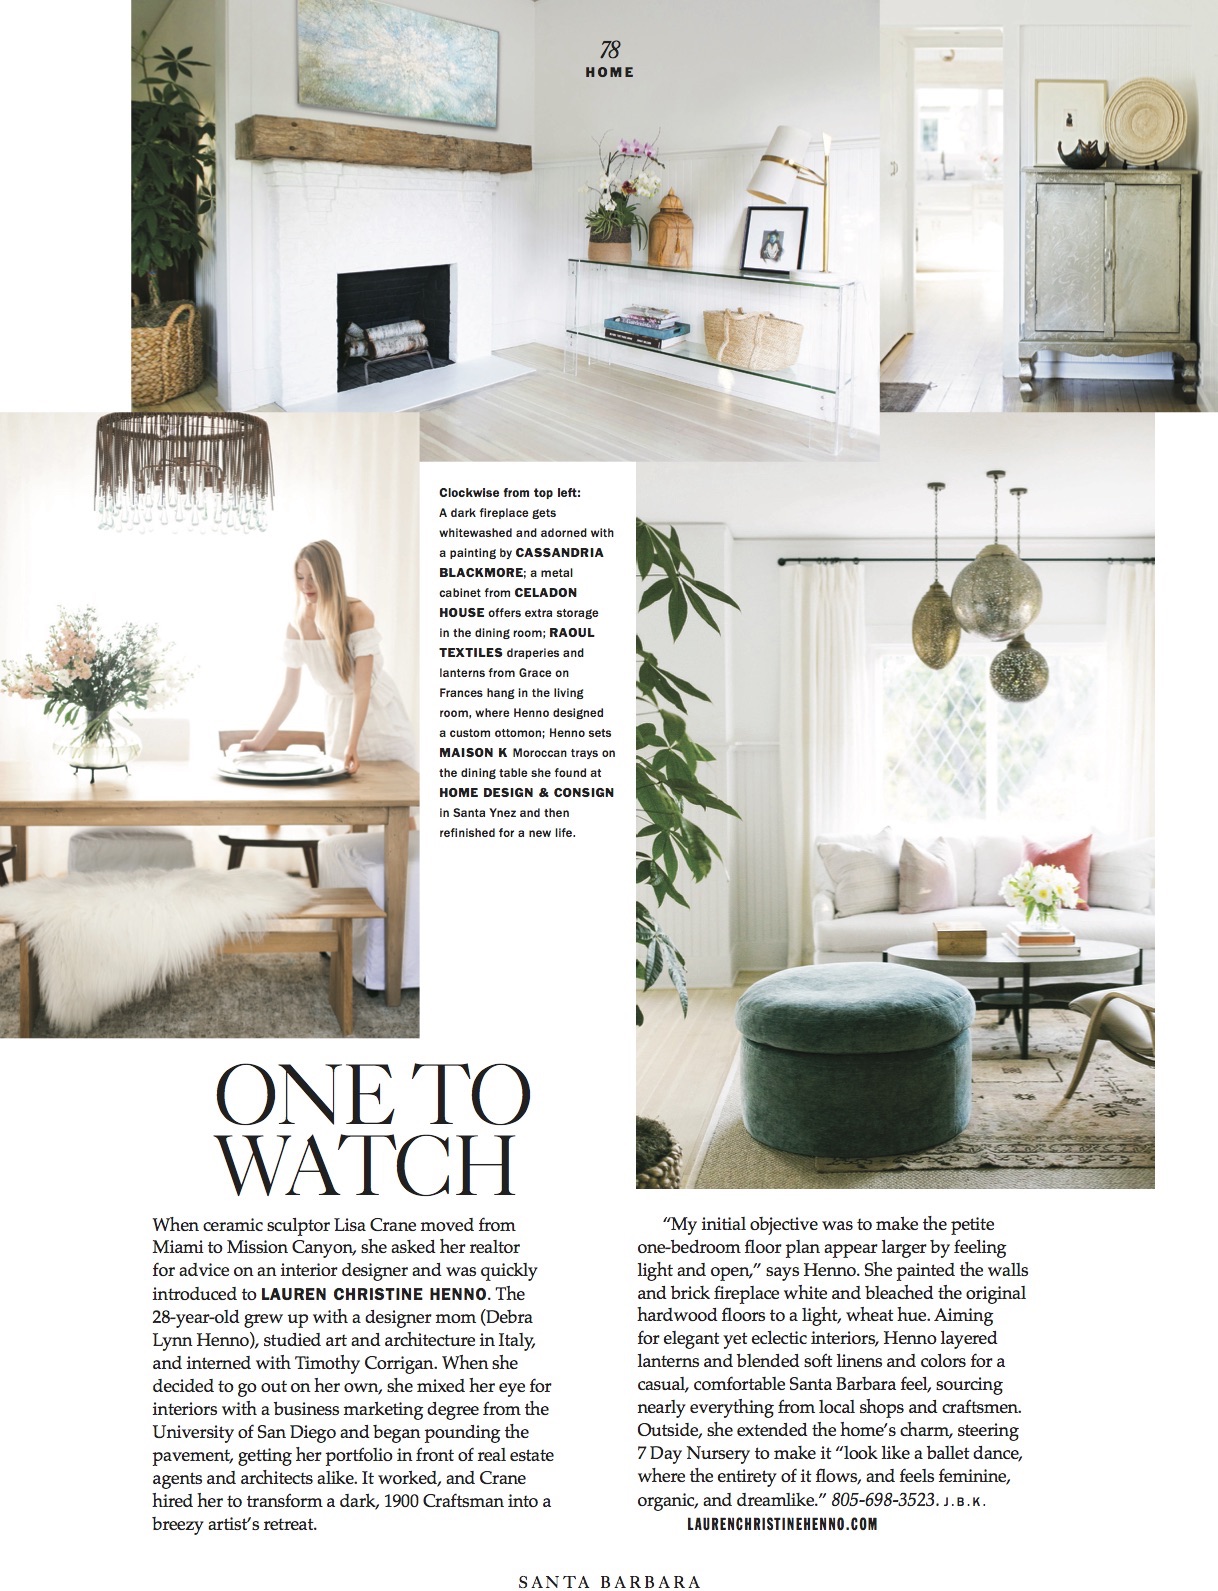 78
HOME
Clockwise from top left:
A dark fireplace gets
whitewashed and adorned with
a painting by CASSANDRIA
BLACKMORE; a metal
cabinet from CELADON
HOUSE offers extra storage
in the dining room; RAOUL
TEXTILES draperies and
lanterns from Grace on
Frances hang in the living
room, where Henno designed
a custom ottomon; Henno sets
MAISON K Moroccan trays on
the dining table she found at
HOME DESIGN & CONSIGN
in Santa Ynez and then
refinished for a new life.
ONE TO
WATCH
When ceramic sculptor Lisa Crane moved from
Miami to Mission Canyon, she asked her realtor
for advice on an interior designer and was quickly
introduced to LAUREN CHRISTINE HENNO. The
28-year-old grew up with a designer mom (Debra
Lynn Henno), studied art and architecture in Italy,
and interned with Timothy Corrigan. When she
decided to go out on her own, she mixed her eye for
interiors with a business marketing degree from the
University of San Diego and began pounding the
pavement, getting her portfolio in front of real estate
agents and architects alike. It worked, and Crane
hired her to transform a dark, 1900 Craftsman into a
breezy artist's retreat.
"My initial objective was to make the petite
one-bedroom floor plan appear larger by feeling
light and open," says Henno. She painted the walls
and brick fireplace white and bleached the original
hardwood floors to a light, wheat hue. Aiming
for elegant yet eclectic interiors, Henno layered
lanterns and blended soft linens and colors for a
casual, comfortable Santa Barbara feel, sourcing
nearly everything from local shops and craftsmen.
Outside, she extended the home's charm, steering
7 Day Nursery to make it "look like a ballet dance,
where the entirety of it flows, and feels feminine,
organic, and dreamlike." 805-698-3523. J.B.K.
LAURENCHRISTINEHENNO.COM
SANTA BARBARA